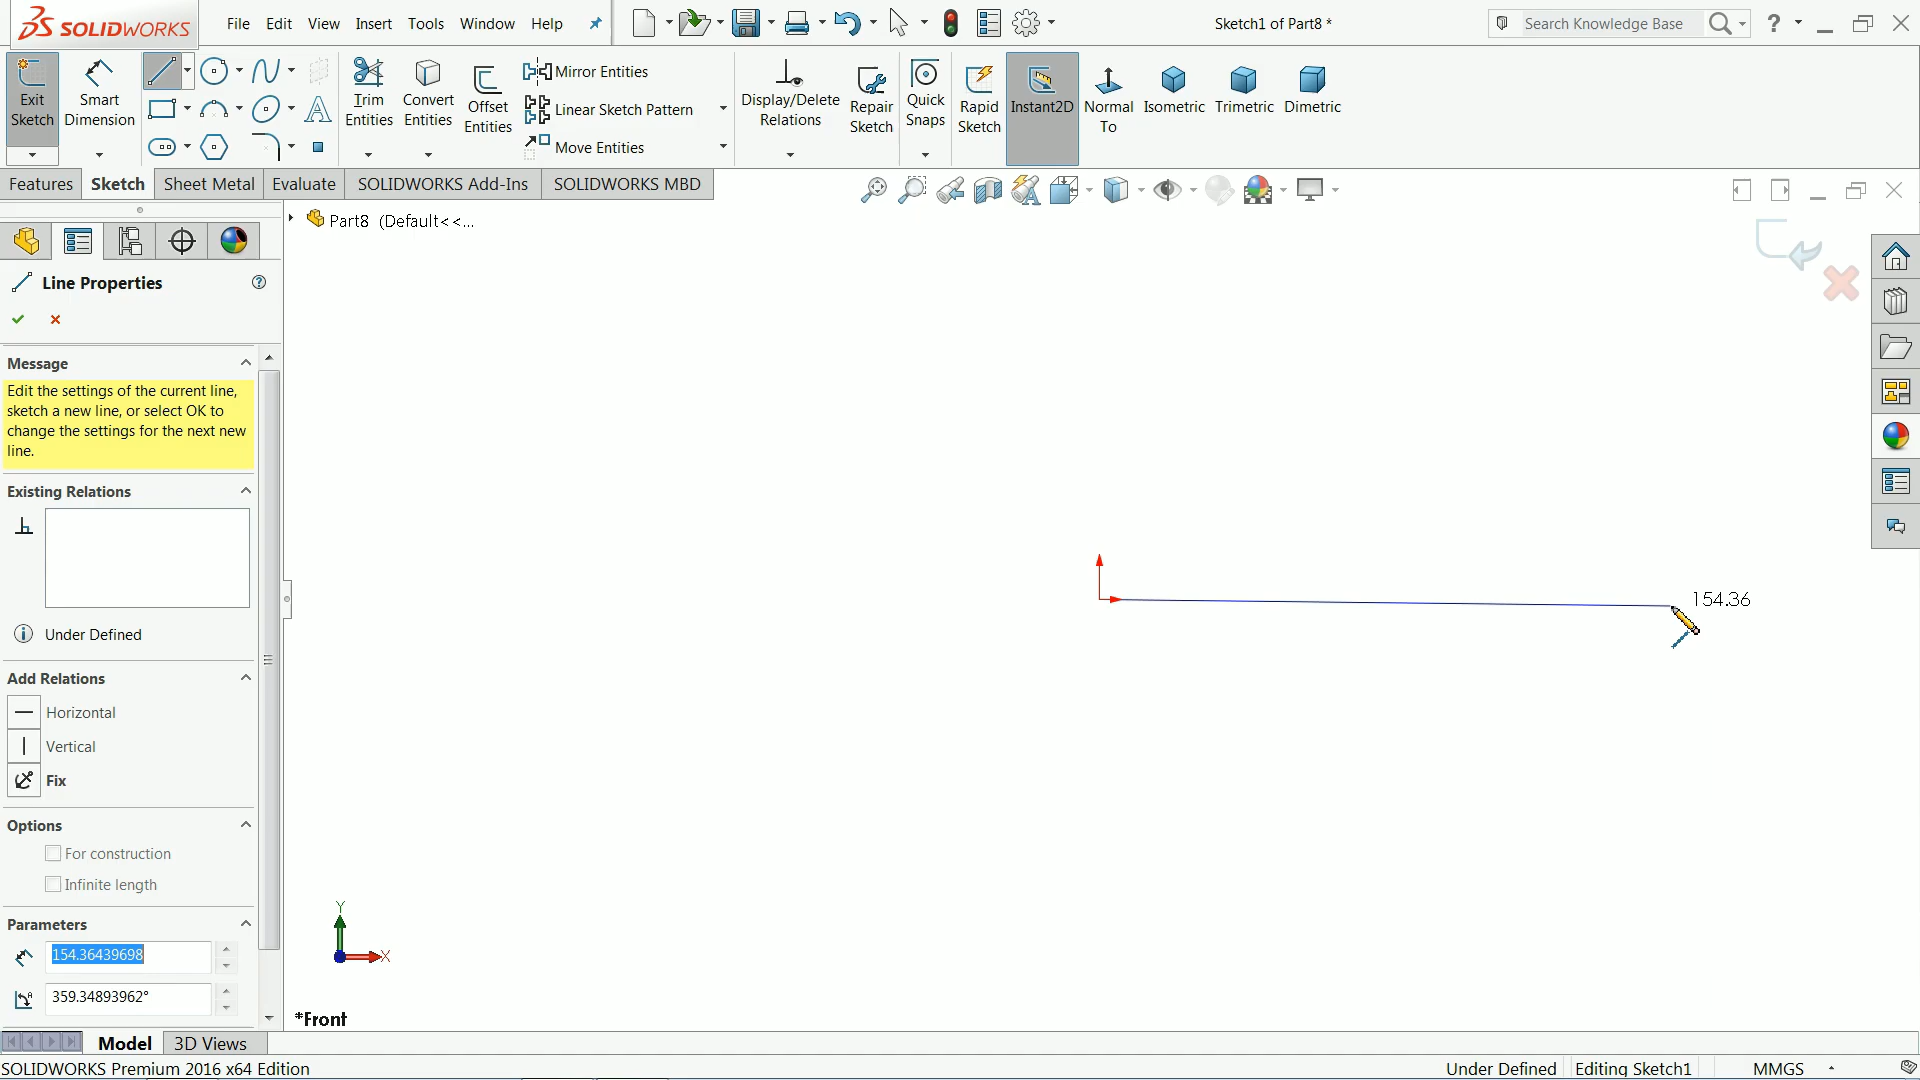 SOLIDWORKS
File Edit View Insert Tools Window Help
Sketch1 of Part8 *
Search Knowledge Base
?
Exit Sketch
Smart Dimension
Trim Entities
Convert Entities
Offset Entities
Mirror Entities
Linear Sketch Pattern
Move Entities
Display/Delete Relations
Repair Sketch
Quick Snaps
Rapid Sketch
Instant2D
Normal To
Isometric
Trimetric
Dimetric
Features Sketch Sheet Metal Evaluate SOLIDWORKS Add-Ins SOLIDWORKS MBD
Part8 (Default<<...
Line Properties
Message
Edit the settings of the current line,
sketch a new line, or select OK to
change the settings for the next new
line.
Existing Relations
Under Defined
154.36
Add Relations
Horizontal
Vertical
Fix
Options
For construction
Infinite length
Parameters
154.36439698
359.34893962°
Y
X
*Front
Model 3D Views
SOLIDWORKS Premium 2016 x64 Edition
Under Defined Editing Sketch1 MMGS